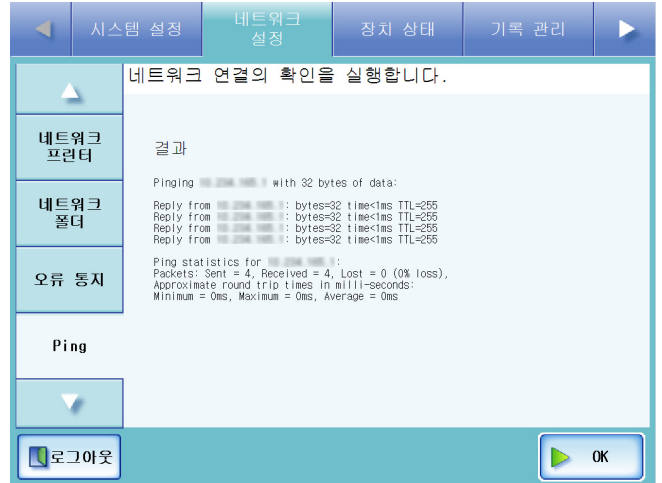 시스템 설정
네트워크
설정
장치 상태
기록 관리
네트워크 연결의 확인을 실행합니다.
네트워크
프린터
네트워크
폴더
오류 통지
Ping
결과
Pinging with 32 bytes of data:
Reply from : bytes=32 time<1ms TTL=255
Reply from : bytes=32 time<1ms TTL=255
Reply from : bytes=32 time<1ms TTL=255
Reply from : bytes=32 time<1ms TTL=255
Ping statistics for :
Packets: Sent = 4, Received = 4, Lost = 0 (0% loss),
Approximate round trip times in milli-seconds:
Minimum = 0ms, Maximum = 0ms, Average = 0ms
로그아웃
OK